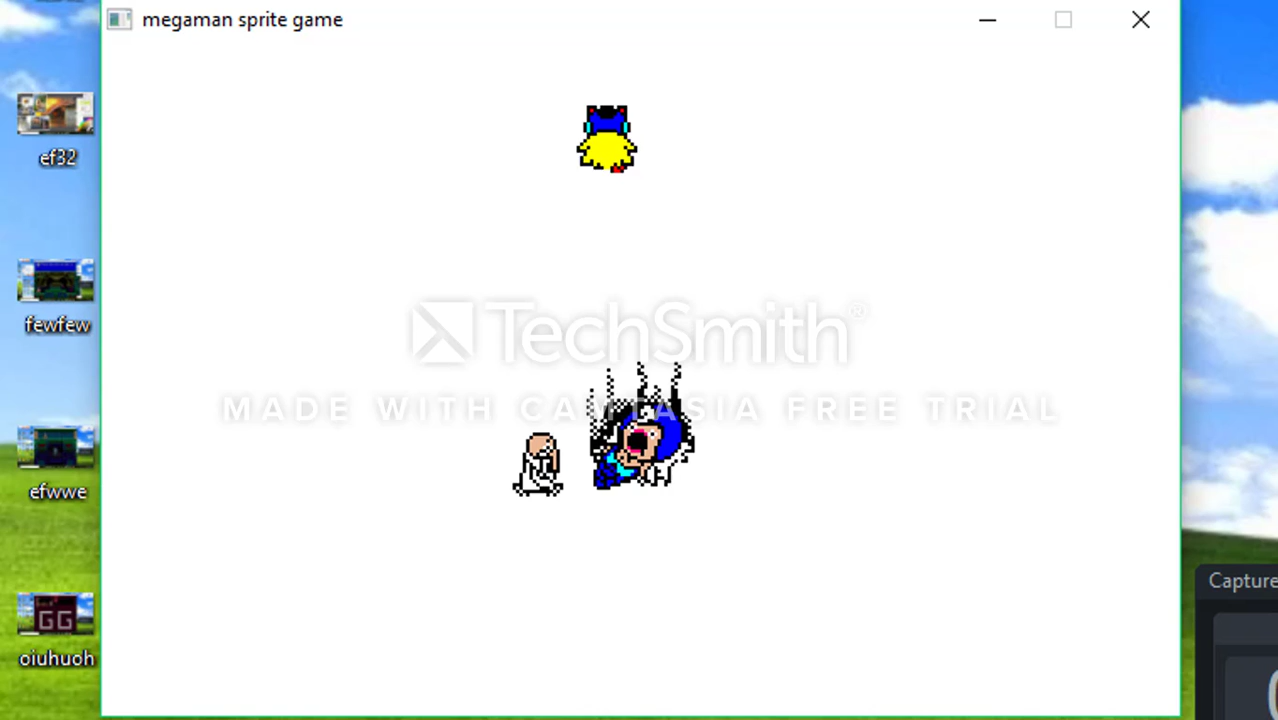 megaman sprite game
ef32
fewfew
TechSmith®
MADE WITH CAMTASIA FREE TRIAL
efwwe
Capture
GG
oiuhuoh